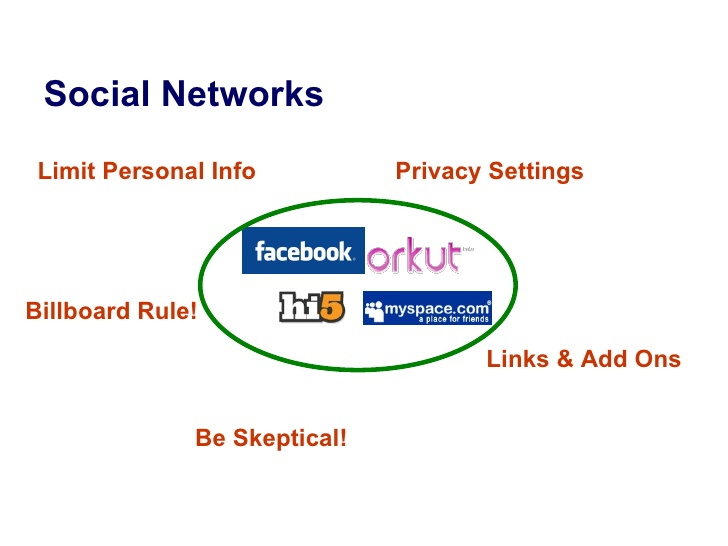 Social Networks
Limit Personal Info
Privacy Settings
facebook.
orkut
Billboard Rule!
hi5
myspace.com®
a place for friends
Links & Add Ons
Be Skeptical!